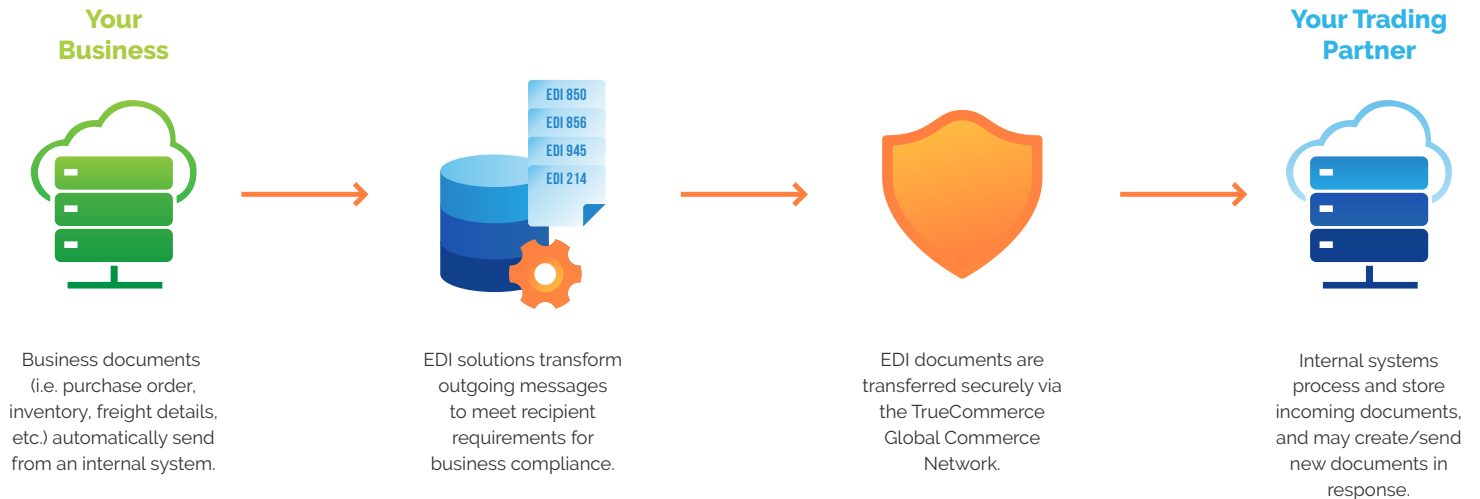 Your
Business
Your Trading
Partner
EDI 850
EDI 856
EDI 945
EDI 214
Business documents
(i.e. purchase order,
inventory, freight details,
etc.) automatically send
from an internal system.
EDI solutions transform
outgoing messages
to meet recipient
requirements for
business compliance.
EDI documents are
transferred securely via
the TrueCommerce
Global Commerce
Network.
Internal systems
process and store
incoming documents,
and may create/send
new documents in
response.